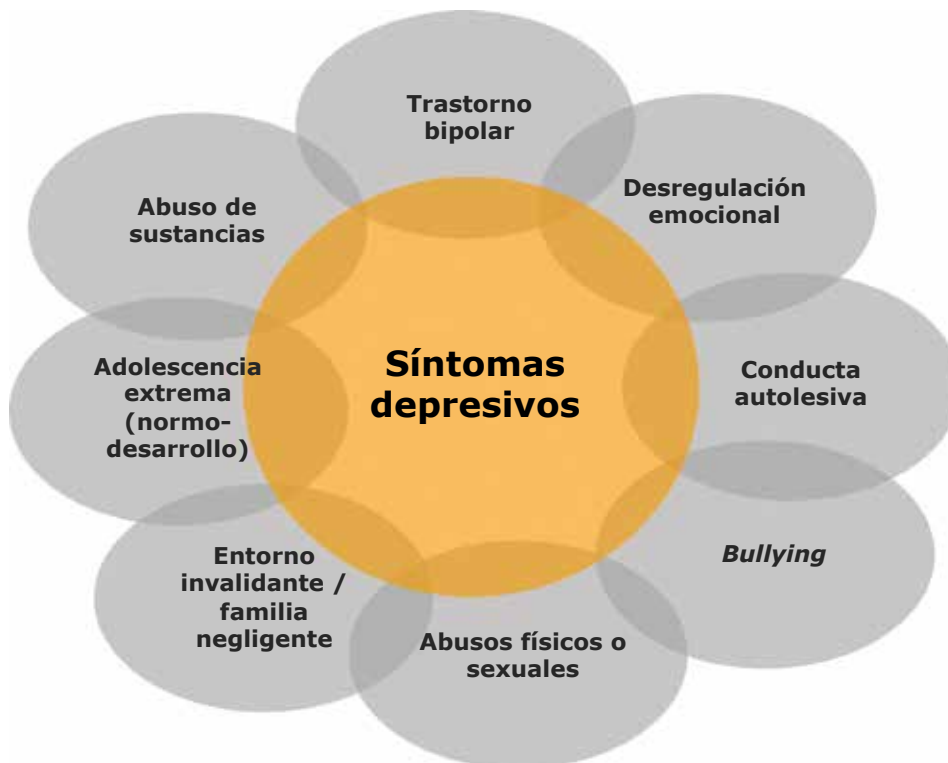 Trastorno
bipolar
Desregulación
emocional
Abuso de
sustancias
Síntomas
depresivos
Adolescencia
extrema
(normo-
desarrollo)
Conducta
autolesiva
Bullying
Entorno
invalidante /
familia
negligente
Abusos físicos o
sexuales